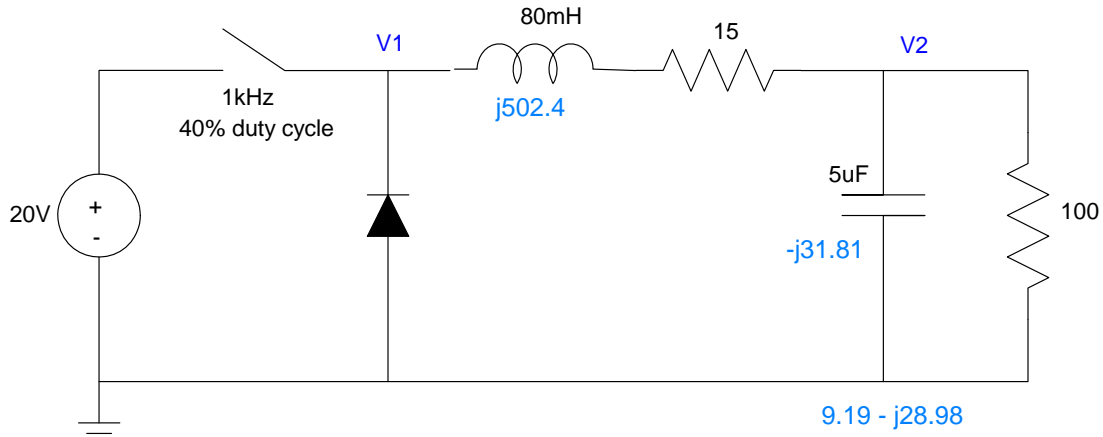 80mH
15
V1
V2
1kHz
40% duty cycle
j502.4
20V
+
-
5uF
100
-j31.81
9.19 - j28.98